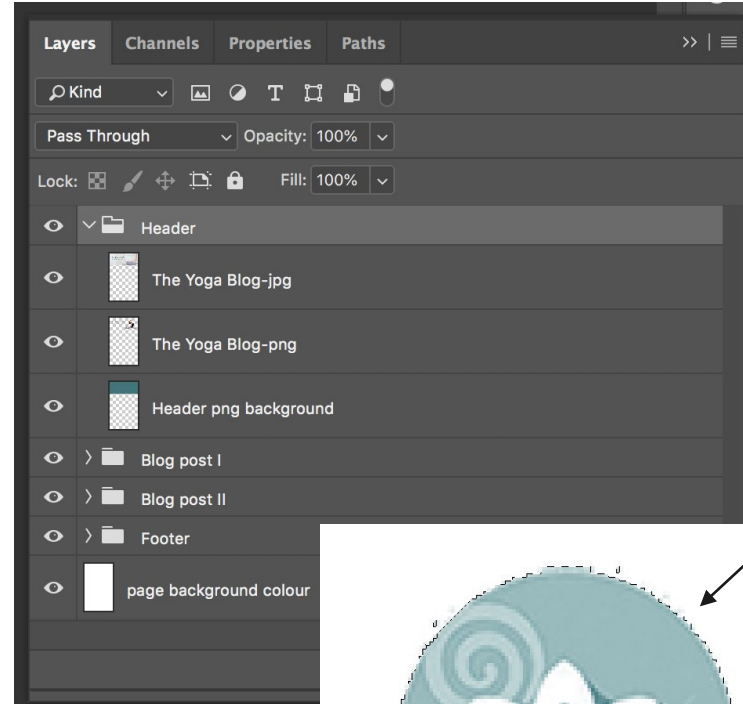 Layers Channels Properties Paths
Kind
Pass Through Opacity: 100%
Lock: Fill: 100%
Header
The Yoga Blog-jpg
The Yoga Blog-png
Header png background
Blog post I
Blog post II
Footer
page background colour